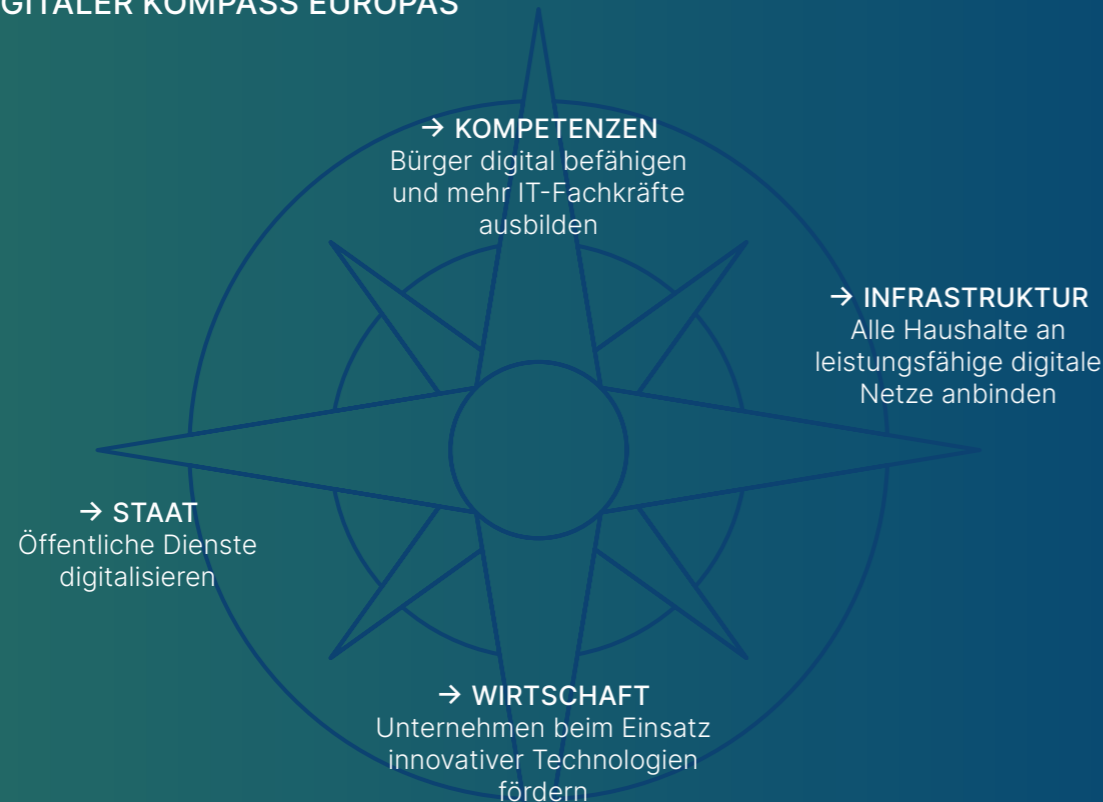 GITALER KOMPASS EUROPAS
→ KOMPETENZEN
Bürger digital befähigen
und mehr IT-Fachkräfte
ausbilden
→ INFRASTRUKTUR
Alle Haushalte an
leistungsfähige digitale
Netze anbinden
→ STAAT
Öffentliche Dienste
digitalisieren
→ WIRTSCHAFT
Unternehmen beim Einsatz
innovativer Technologien
fördern